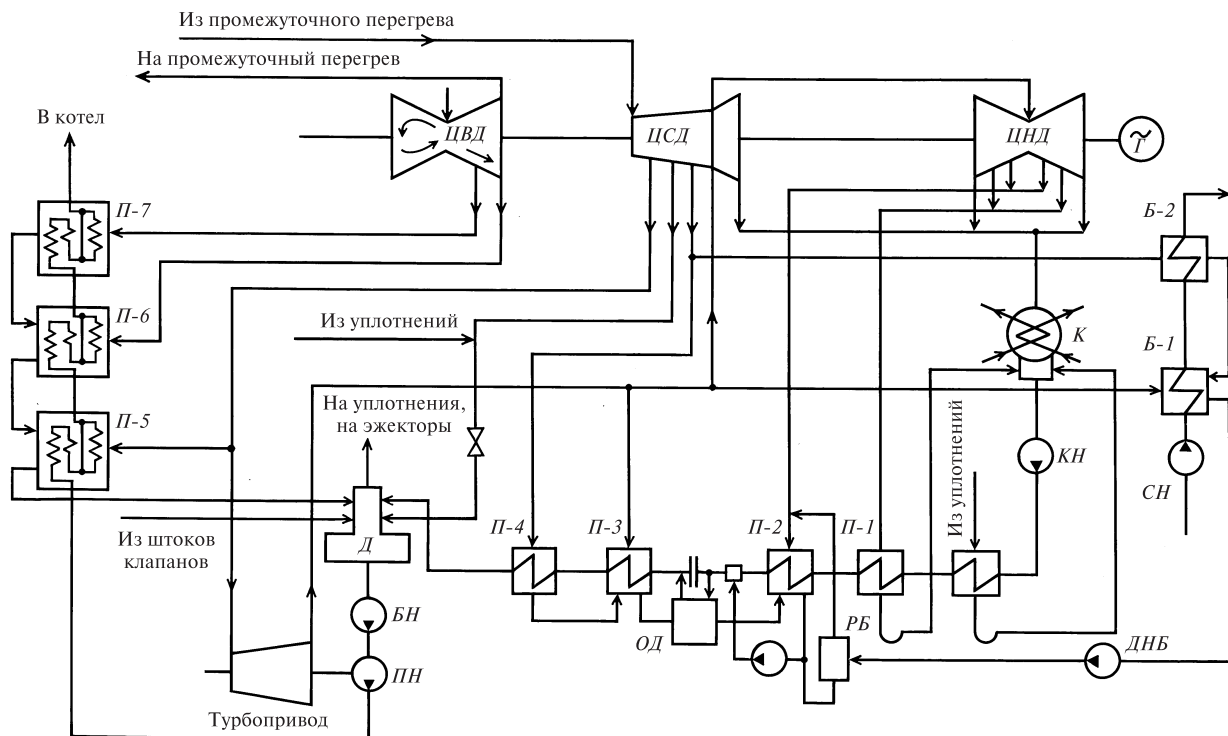 Из промежуточного перегрева
На промежуточный перегрев
В котел
ЦВД
ЦСД
ЦНД
Г
П-7
Б-2
П-6
Из уплотнений
К
Б-1
На уплотнения,
на эжекторы
П-5
Из уплотнений
КН
СН
Из штоков
клапанов
Д
П-4
П-3
П-2
П-1
БН
ОД
РБ
ДНБ
ПН
Турбопривод